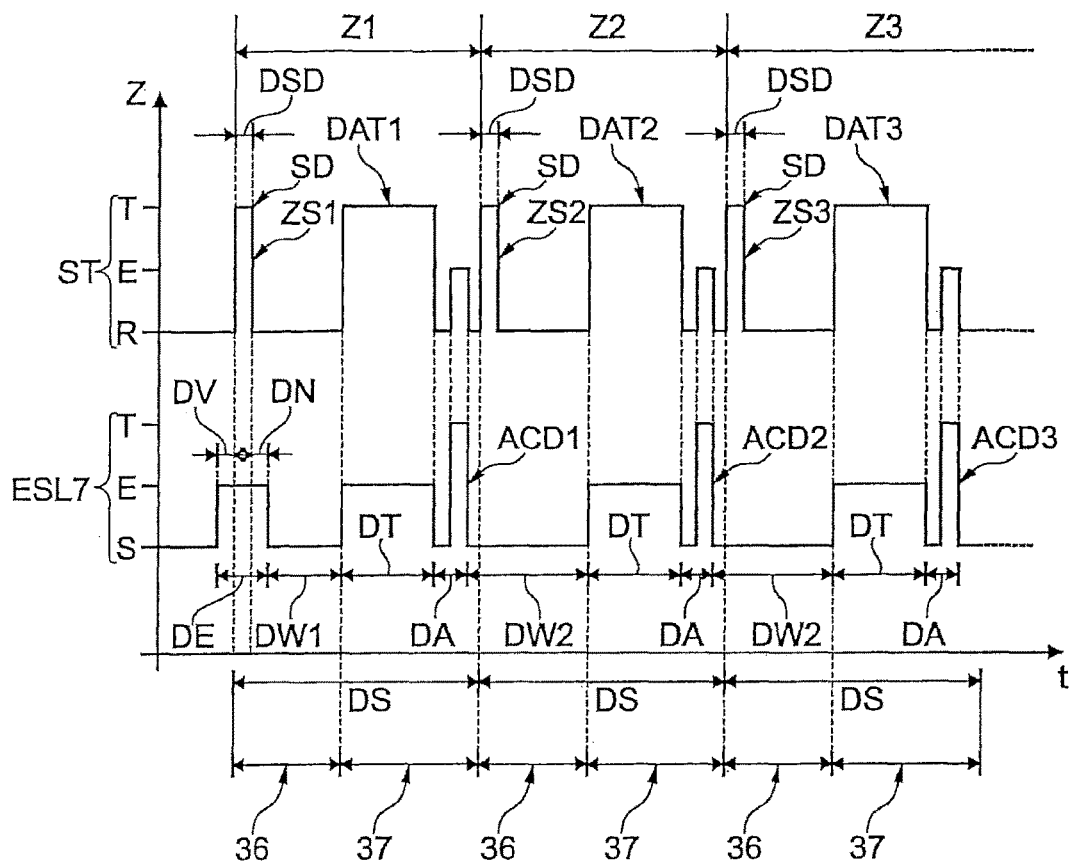 Z1 Z2 Z3
Z DSD DSD DSD
DAT1 DAT2 DAT3
SD SD SD
T
ZS1 ZS2 ZS3
ST E
R
DV DN
T
ACD1 ACD2 ACD3
ESL7 E
DT DT DT
S
DE DW1 DA DW2 DA DW2 DA
t
DS DS DS
36 37 36 37 36 37